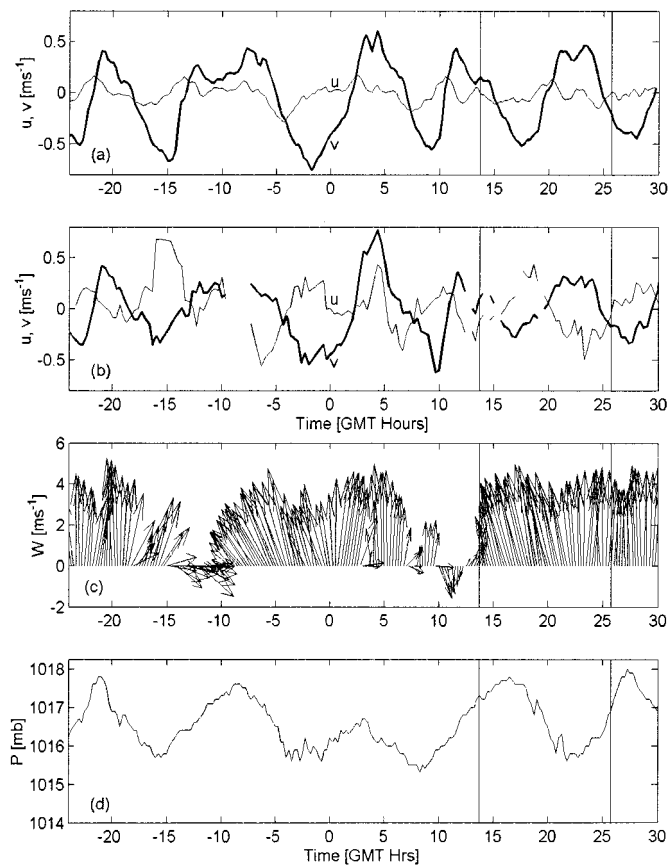 0.5
u, v [ms⁻¹]
0
-0.5
u
v
(a)
-20 -15 -10 -5 0 5 10 15 20 25 30
0.5
u, v [ms⁻¹]
0
-0.5
u
v
(b)
-20 -15 -10 -5 0 5 10 15 20 25 30
Time [GMT Hours]
6
4
W [ms⁻¹]
2
0
-2
(c)
-20 -15 -10 -5 0 5 10 15 20 25 30
1018
1017
P [mb]
1016
1015
1014
(d)
-20 -15 -10 -5 0 5 10 15 20 25 30
Time [GMT Hrs]